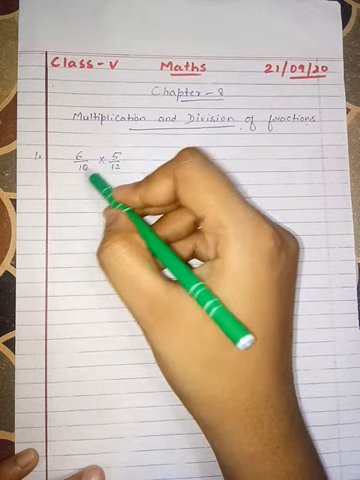 Class-V Maths 21/09/20
Chapter-8
Multiplication and Division of fractions
1. 6/10 x 5/12